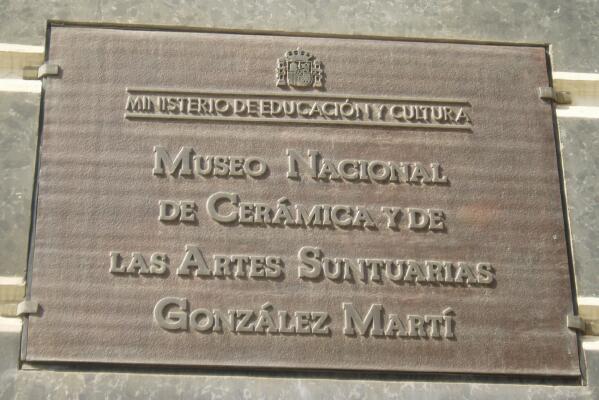 MINISTERIO DE EDUCACIÓN Y CULTURA
MUSEO NACIONAL
DE CERÁMICA Y DE
LAS ARTES SUNTUARIAS
GONZÁLEZ MARTÍ